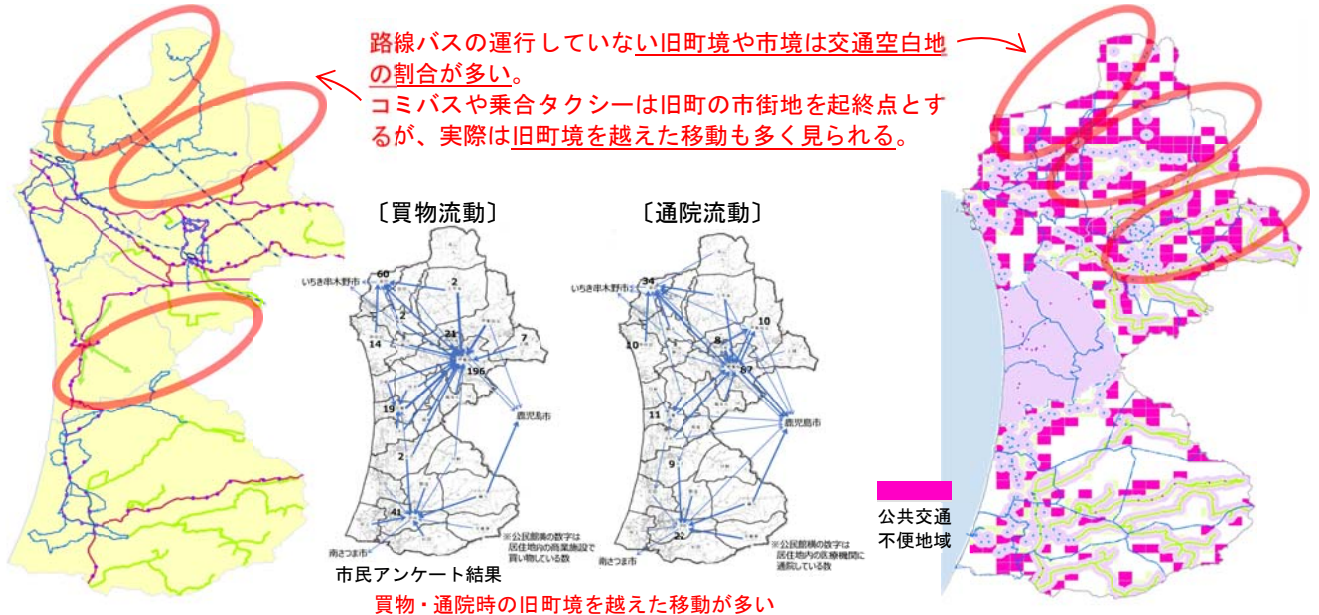 路線バスの運行していない旧町境や市境は交通空白地
の割合が多い。
コミバスや乗合タクシーは旧町の市街地を起終点とす
るが、実際は旧町境を越えた移動も多く見られる。
〔買物流動〕
いちき串木野市
60
2
2
21
14
7
196
19
鹿児島市
2
41
南さつま市
※公民館横の数字は
居住地内の商業施設で
買い物している数
〔通院流動〕
いちき串木野市
34
10
8
10
87
11
鹿児島市
9
22
南さつま市
※公民館横の数字は
居住地内の医療機関に
通院している数
市民アンケート結果
買物・通院時の旧町境を越えた移動が多い
公共交通
不便地域